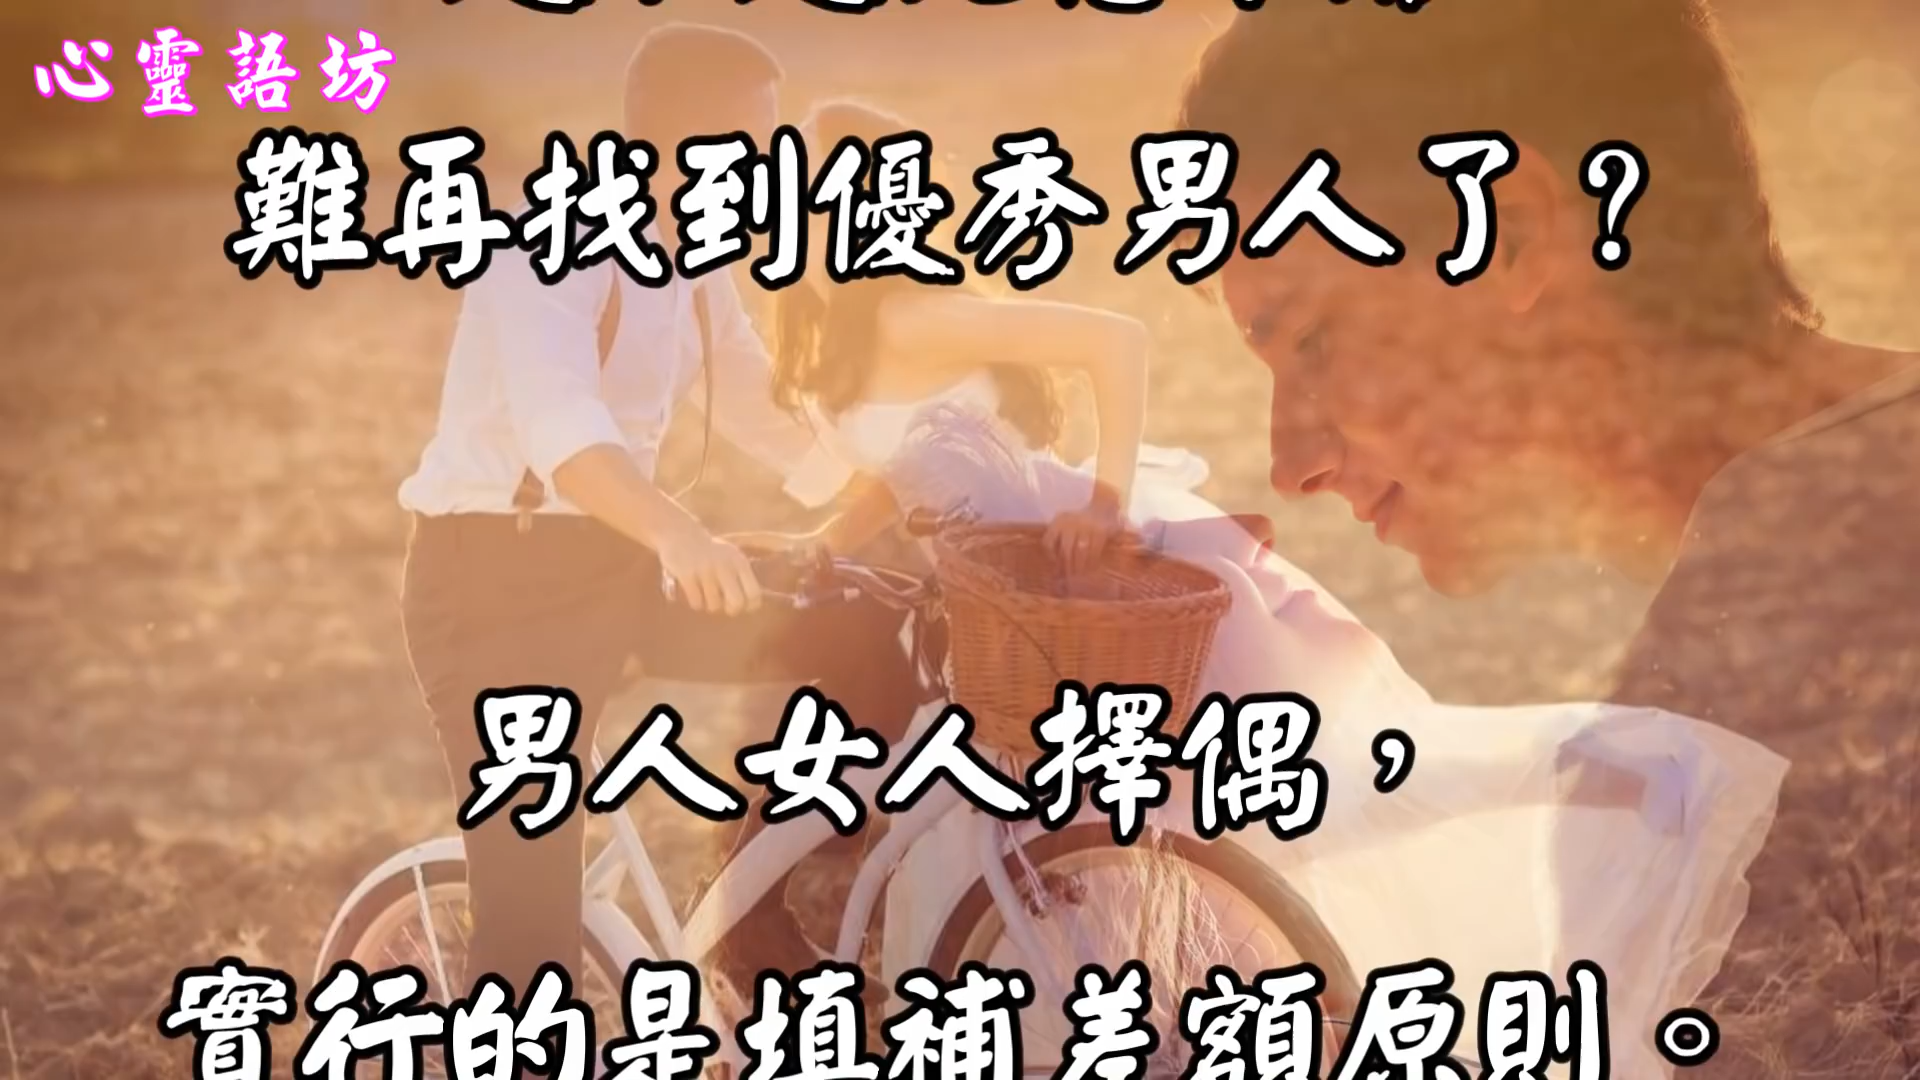 心靈語坊
難再找到優秀男人了？
男人女人擇偶，
實行的是填補差額原則。